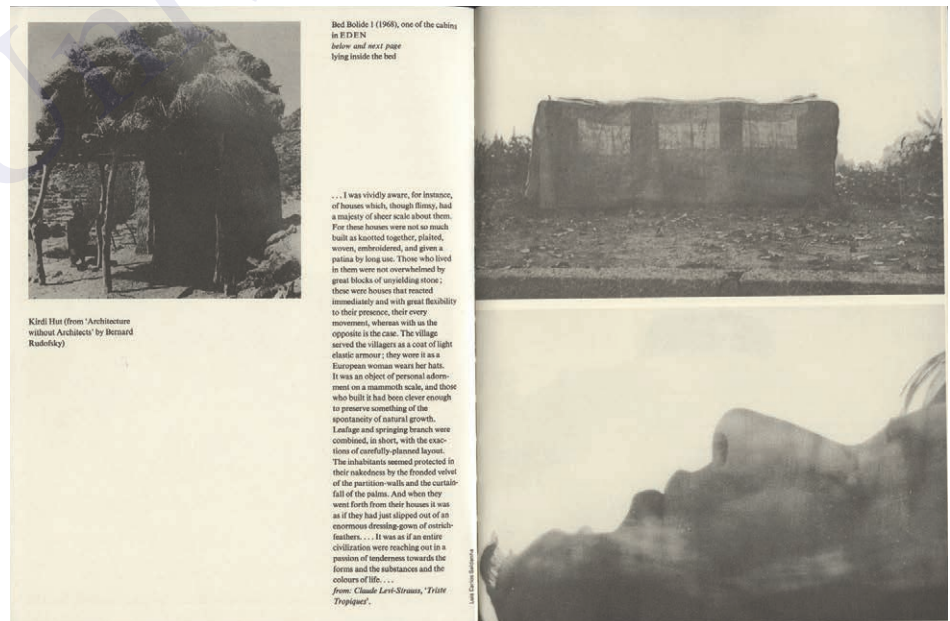 Kirdi Hut (from 'Architecture
without Architects' by Bernard
Rudofsky)
Bed Bolide 1 (1968), one of the cabins
in EDEN
below and next page
lying inside the bed
. . . I was vividly aware, for instance,
of houses which, though flimsy, had
a majesty of sheer scale about them.
For these houses were not so much
built as knotted together, plaited,
woven, embroidered, and given a
patina by long use. Those who lived
in them were not overwhelmed by
great blocks of unyielding stone;
these were houses that reacted
immediately and with great flexibility
to their presence, their every
movement, whereas with us the
opposite is the case. The village
served the villagers as a coat of light
elastic armour; they wore it as a
European woman wears her hats.
It was an object of personal adorn-
ment on a mammoth scale, and those
who built it had been clever enough
to preserve something of the
spontaneity of natural growth.
Leafage and springing branch were
combined, in short, with the exac-
tions of carefully-planned layout.
The inhabitants seemed protected in
their nakedness by the fronded velvet
of the partition-walls and the curtain-
fall of the palms. And when they
went forth from their houses it was
as if they had just slipped out of an
enormous dressing-gown of ostrich-
feathers. . . . It was as if an entire
civilization were reaching out in a
passion of tenderness towards the
forms and the substances and the
colours of life. . . .
from: Claude Levi-Strauss, 'Triste
Tropiques'.
Luis Carlos Saldanha